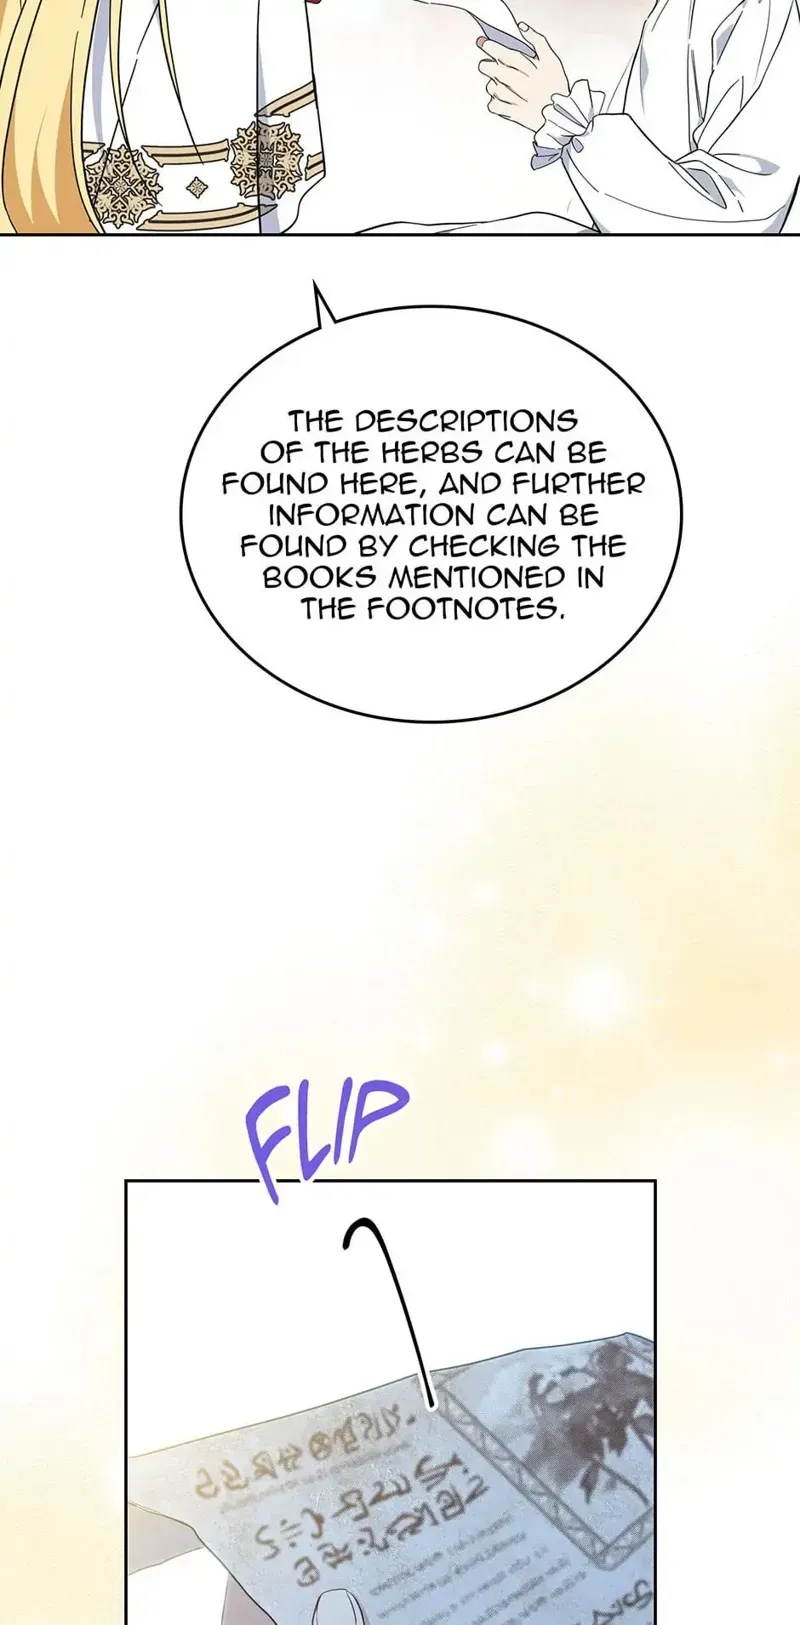 THE DESCRIPTIONS
OF THE HERBS CAN BE
FOUND HERE, AND FURTHER
INFORMATION CAN BE
FOUND BY CHECKING THE
BOOKS MENTIONED IN
THE FOOTNOTES.
FLIP